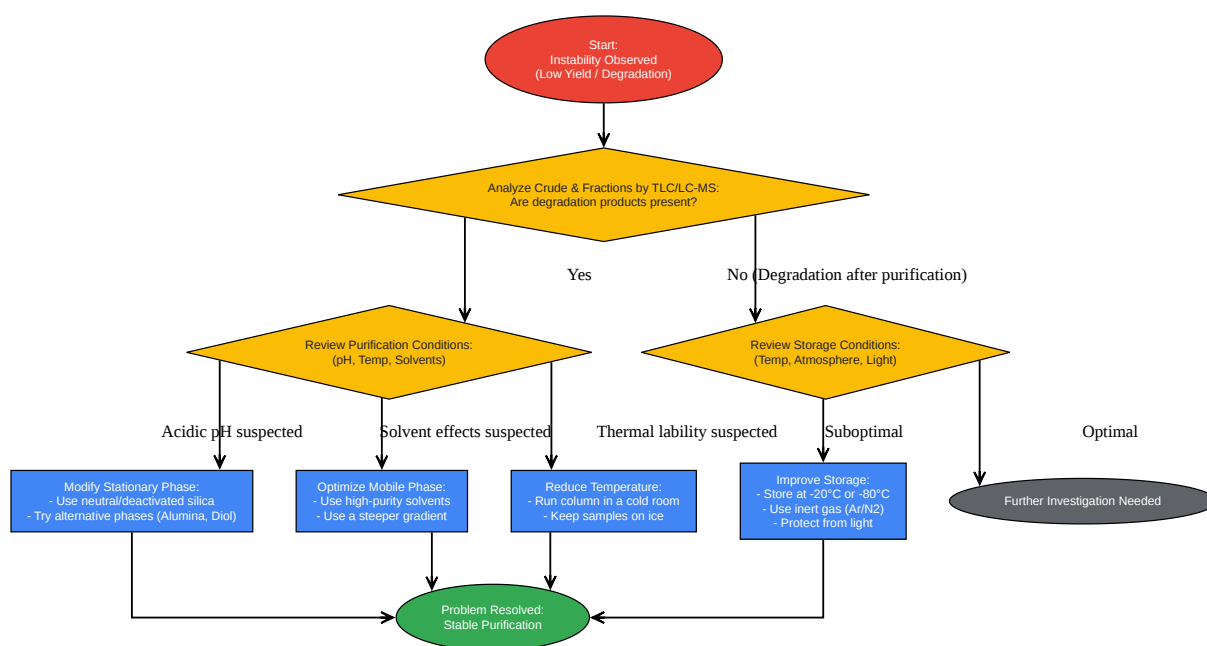 Start:
Instability Observed
(Low Yield / Degradation)
Analyze Crude & Fractions by TLC/LC-MS:
Are degradation products present?
Yes
No (Degradation after purification)
Review Purification Conditions:
(pH, Temp, Solvents)
Review Storage Conditions:
(Temp, Atmosphere, Light)
Acidic pH suspected
Solvent effects suspected
Thermal lability suspected
Suboptimal
Optimal
Modify Stationary Phase:
- Use neutral/deactivated silica
- Try alternative phases (Alumina, Diol)
Optimize Mobile Phase:
- Use high-purity solvents
- Use a steeper gradient
Reduce Temperature:
- Run column in a cold room
- Keep samples on ice
Improve Storage:
- Store at -20°C or -80°C
- Use inert gas (Ar/N2)
- Protect from light
Further Investigation Needed
Problem Resolved:
Stable Purification